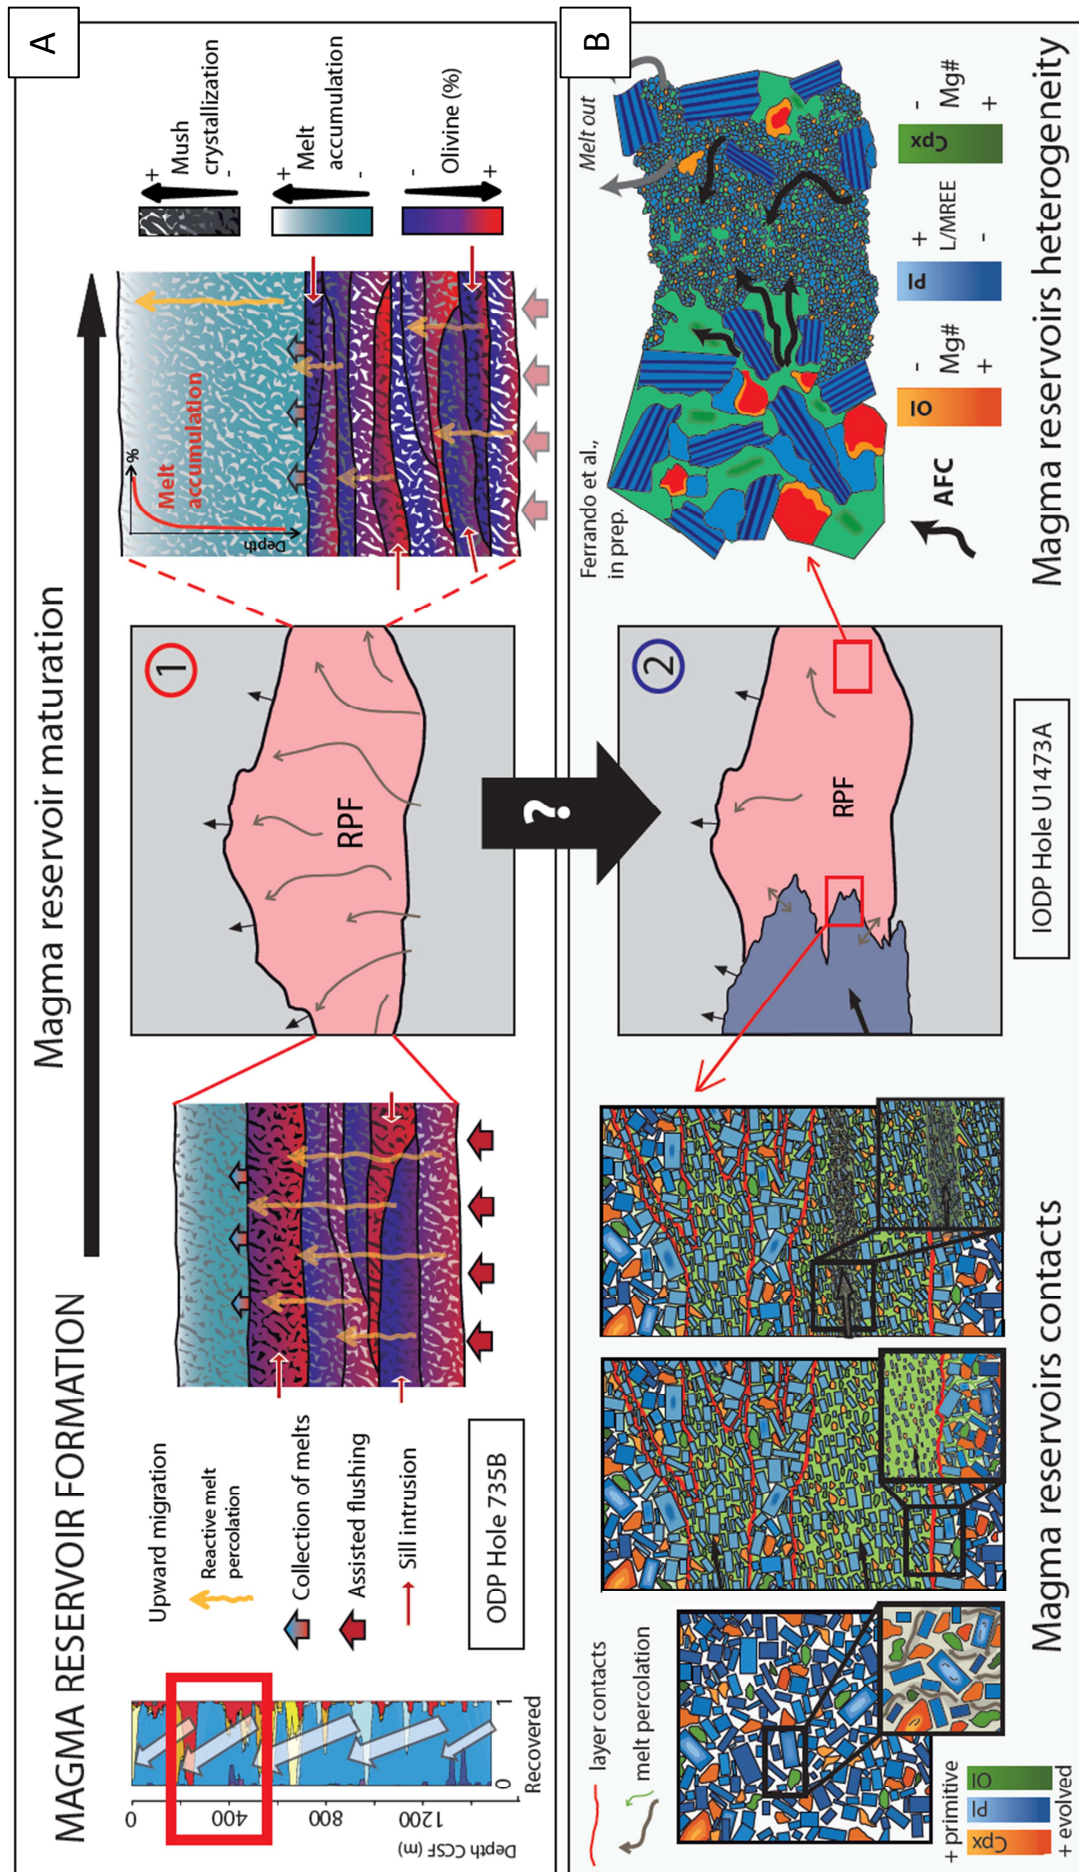 A
MAGMA RESERVOIR FORMATION
Magma reservoir maturation
0
400
800
1200
Depth CCSF (m)
0
1
Recovered
Upward migration
Reactive melt
percolation
Collection of melts
Assisted flushing
Sill intrusion
ODP Hole 735B
1
RPF
%
Melt
accumulation
Depth
+
Mush
crystallization
-
+
Melt
accumulation
-
-
Olivine (%)
+
?
B
layer contacts
melt percolation
+ primitive
Cpx
Pl
Ol
+ evolved
Magma reservoirs contacts
2
RPF
IODP Hole U1473A
Ferrando et al.,
in prep.
Melt out
AFC
Ol
-
Mg#
+
Pl
+
L/MREE
-
Cpx
-
Mg#
+
Magma reservoirs heterogeneity